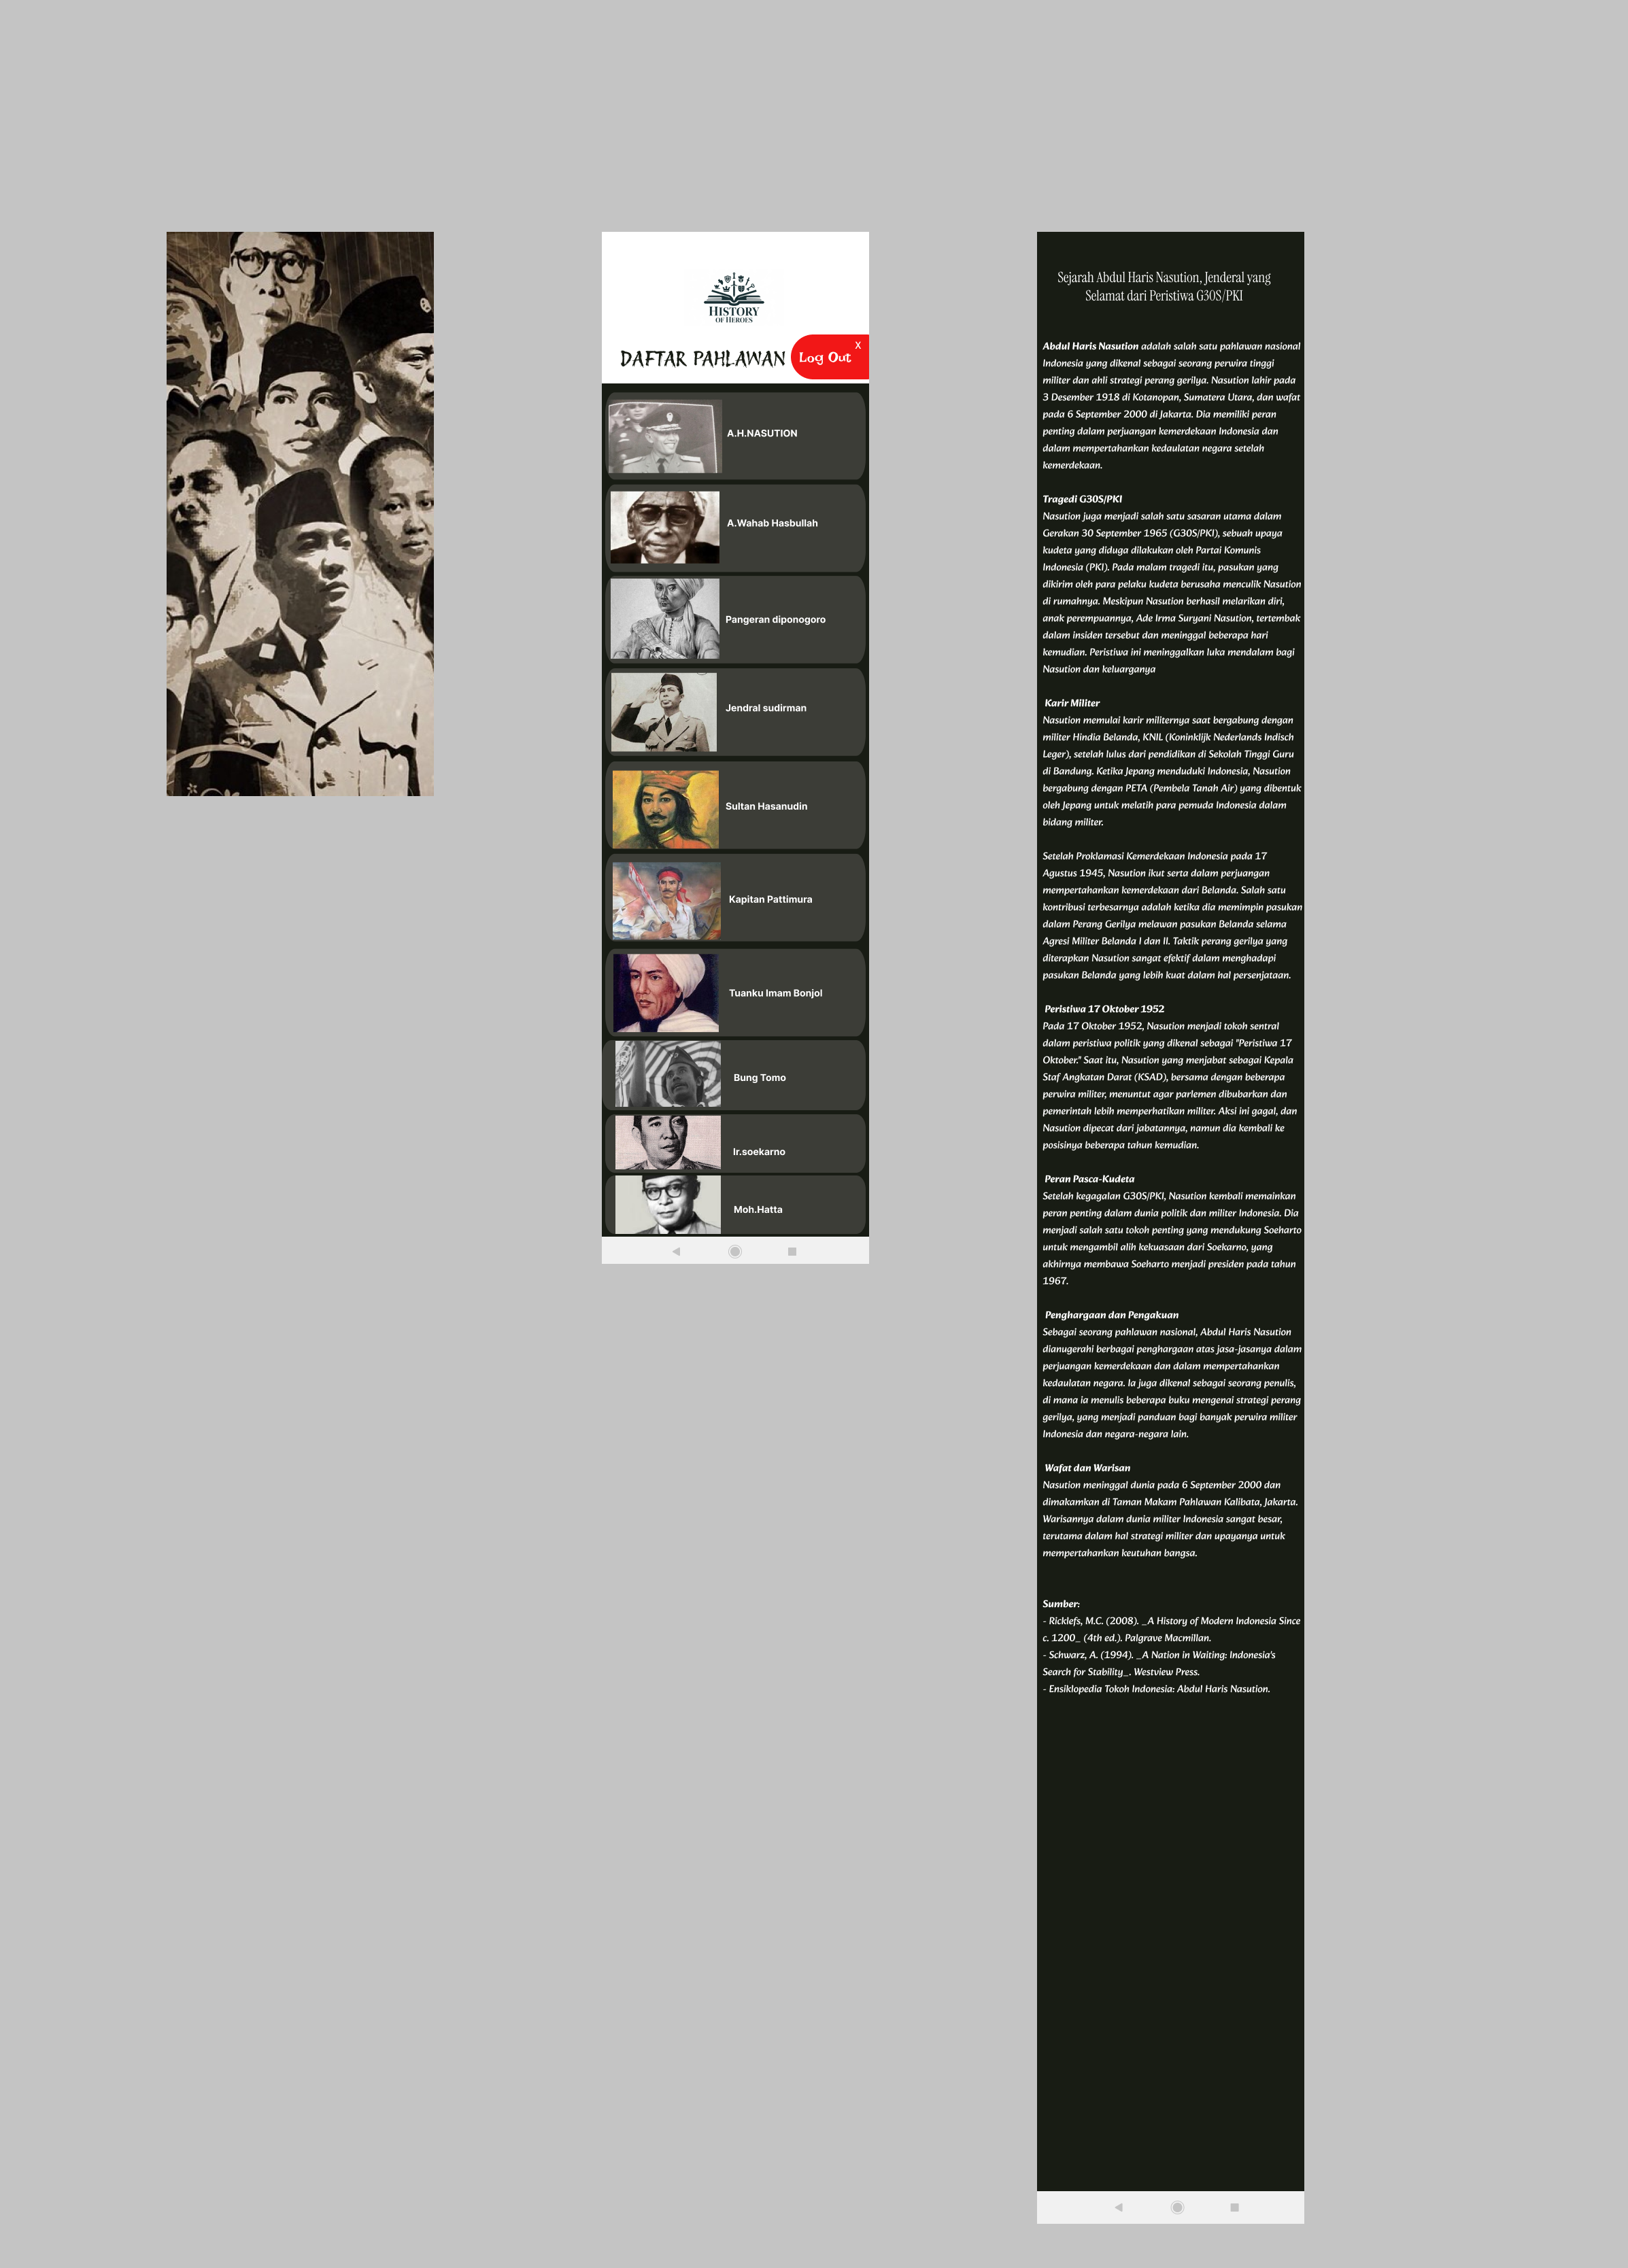 HISTORY
OF HEROES
DAFTAR PAHLAWAN
Log Out
X
A.H.NASUTION
A.Wahab Hasbullah
Pangeran diponogoro
Jendral sudirman
Sultan Hasanudin
Kapitan Pattimura
Tuanku Imam Bonjol
Bung Tomo
Ir.soekarno
Moh.Hatta
Sejarah Abdul Haris Nasution, Jenderal yang
Selamat dari Peristiwa G30S/PKI
Abdul Haris Nasution adalah salah satu pahlawan nasional
Indonesia yang dikenal sebagai seorang perwira tinggi
militer dan ahli strategi perang gerilya. Nasution lahir pada
3 Desember 1918 di Kotanopan, Sumatera Utara, dan wafat
pada 6 September 2000 di Jakarta. Dia memiliki peran
penting dalam perjuangan kemerdekaan Indonesia dan
dalam mempertahankan kedaulatan negara setelah
kemerdekaan.
Tragedi G30S/PKI
Nasution juga menjadi salah satu sasaran utama dalam
Gerakan 30 September 1965 (G30S/PKI), sebuah upaya
kudeta yang diduga dilakukan oleh Partai Komunis
Indonesia (PKI). Pada malam tragedi itu, pasukan yang
dikirim oleh para pelaku kudeta berusaha menculik Nasution
di rumahnya. Meskipun Nasution berhasil melarikan diri,
anak perempuannya, Ade Irma Suryani Nasution, tertembak
dalam insiden tersebut dan meninggal beberapa hari
kemudian. Peristiwa ini meninggalkan luka mendalam bagi
Nasution dan keluarganya
Karir Militer
Nasution memulai karir militernya saat bergabung dengan
militer Hindia Belanda, KNIL (Koninklijk Nederlands Indisch
Leger), setelah lulus dari pendidikan di Sekolah Tinggi Guru
di Bandung. Ketika Jepang menduduki Indonesia, Nasution
bergabung dengan PETA (Pembela Tanah Air) yang dibentuk
oleh Jepang untuk melatih para pemuda Indonesia dalam
bidang militer.
Setelah Proklamasi Kemerdekaan Indonesia pada 17
Agustus 1945, Nasution ikut serta dalam perjuangan
mempertahankan kemerdekaan dari Belanda. Salah satu
kontribusi terbesarnya adalah ketika dia memimpin pasukan
dalam Perang Gerilya melawan pasukan Belanda selama
Agresi Militer Belanda I dan II. Taktik perang gerilya yang
diterapkan Nasution sangat efektif dalam menghadapi
pasukan Belanda yang lebih kuat dalam hal persenjataan.
Peristiwa 17 Oktober 1952
Pada 17 Oktober 1952, Nasution menjadi tokoh sentral
dalam peristiwa politik yang dikenal sebagai "Peristiwa 17
Oktober." Saat itu, Nasution yang menjabat sebagai Kepala
Staf Angkatan Darat (KSAD), bersama dengan beberapa
perwira militer, menuntut agar parlemen dibubarkan dan
pemerintah lebih memperhatikan militer. Aksi ini gagal, dan
Nasution dipecat dari jabatannya, namun dia kembali ke
posisinya beberapa tahun kemudian.
Peran Pasca-Kudeta
Setelah kegagalan G30S/PKI, Nasution kembali memainkan
peran penting dalam dunia politik dan militer Indonesia. Dia
menjadi salah satu tokoh penting yang mendukung Soeharto
untuk mengambil alih kekuasaan dari Soekarno, yang
akhirnya membawa Soeharto menjadi presiden pada tahun
1967.
Penghargaan dan Pengakuan
Sebagai seorang pahlawan nasional, Abdul Haris Nasution
dianugerahi berbagai penghargaan atas jasa-jasanya dalam
perjuangan kemerdekaan dan dalam mempertahankan
kedaulatan negara. Ia juga dikenal sebagai seorang penulis,
di mana ia menulis beberapa buku mengenai strategi perang
gerilya, yang menjadi panduan bagi banyak perwira militer
Indonesia dan negara-negara lain.
Wafat dan Warisan
Nasution meninggal dunia pada 6 September 2000 dan
dimakamkan di Taman Makam Pahlawan Kalibata, Jakarta.
Warisannya dalam dunia militer Indonesia sangat besar,
terutama dalam hal strategi militer dan upayanya untuk
mempertahankan keutuhan bangsa.
Sumber:
- Ricklefs, M.C. (2008). _A History of Modern Indonesia Since
c. 1200_ (4th ed.). Palgrave Macmillan.
- Schwarz, A. (1994). _A Nation in Waiting: Indonesia's
Search for Stability_. Westview Press.
- Ensiklopedia Tokoh Indonesia: Abdul Haris Nasution.